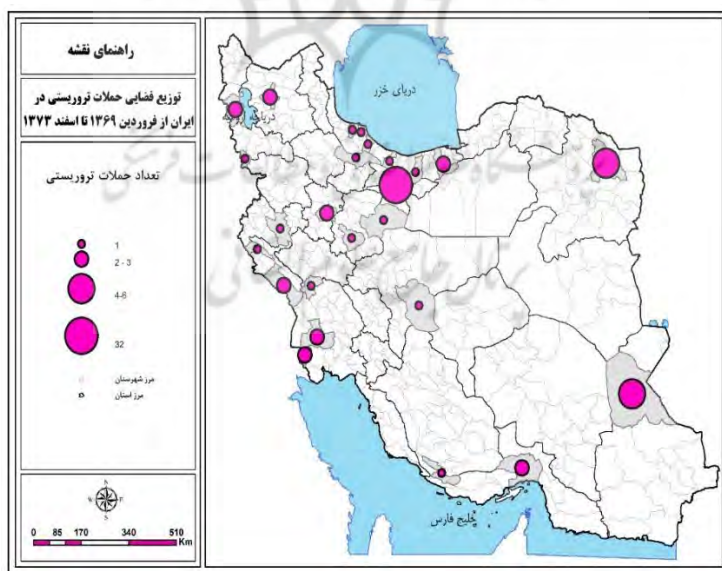 راهنمای نقشه
توزیع فضایی حملات تروریستی در
ایران از فروردین ۱۳۶۹ تا اسفند ۱۳۷۳
تعداد حملات تروریستی
1
2 - 3
4-6
32
مرز شهرستان
مرز استان
N
W E
S
0 85 170 340 510
Km
دریای خزر
خلیج فارس